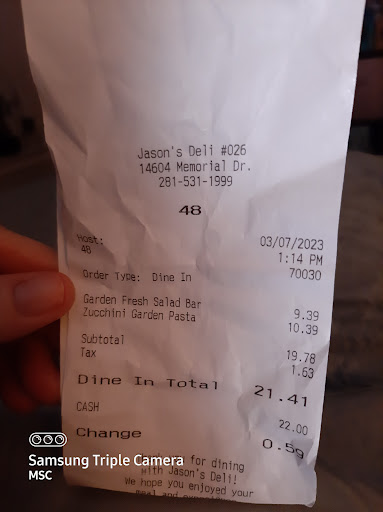 Jason's Deli #026
14604 Memorial Dr.
281-531-1999
48
Host: 03/07/2023
48 1:14 PM
70030
Order Type: Dine In
Garden Fresh Salad Bar 9.39
Zucchini Garden Pasta 10.39
Subtotal 19.78
Tax 1.63
Dine In Total 21.41
CASH 22.00
Change 0.59
for dining
with Jason's Deli!
We hope you enjoyed your
meal and
Samsung Triple Camera
MSC